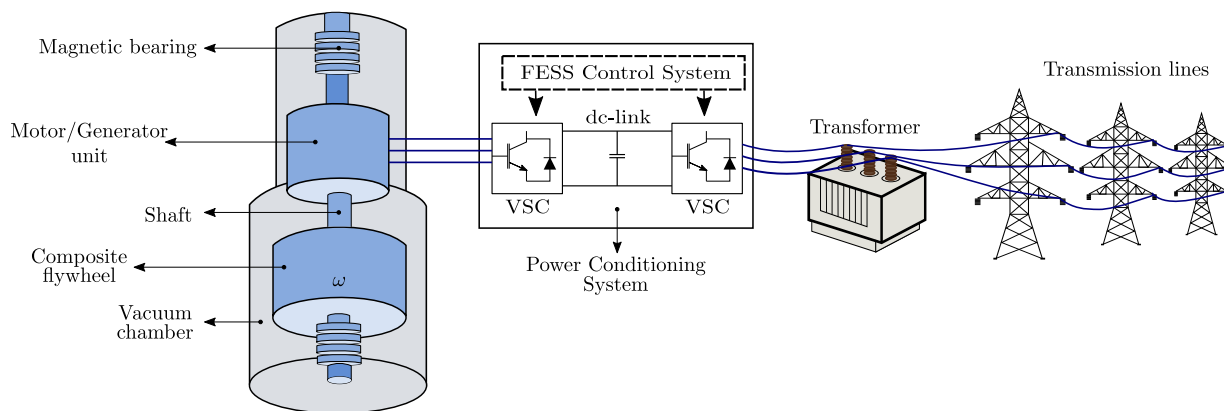 Magnetic bearing
Motor/Generator
unit
Shaft
Composite
flywheel
ω
Vacuum
chamber
FESS Control System
dc-link
VSC
VSC
Power Conditioning
System
Transformer
Transmission lines